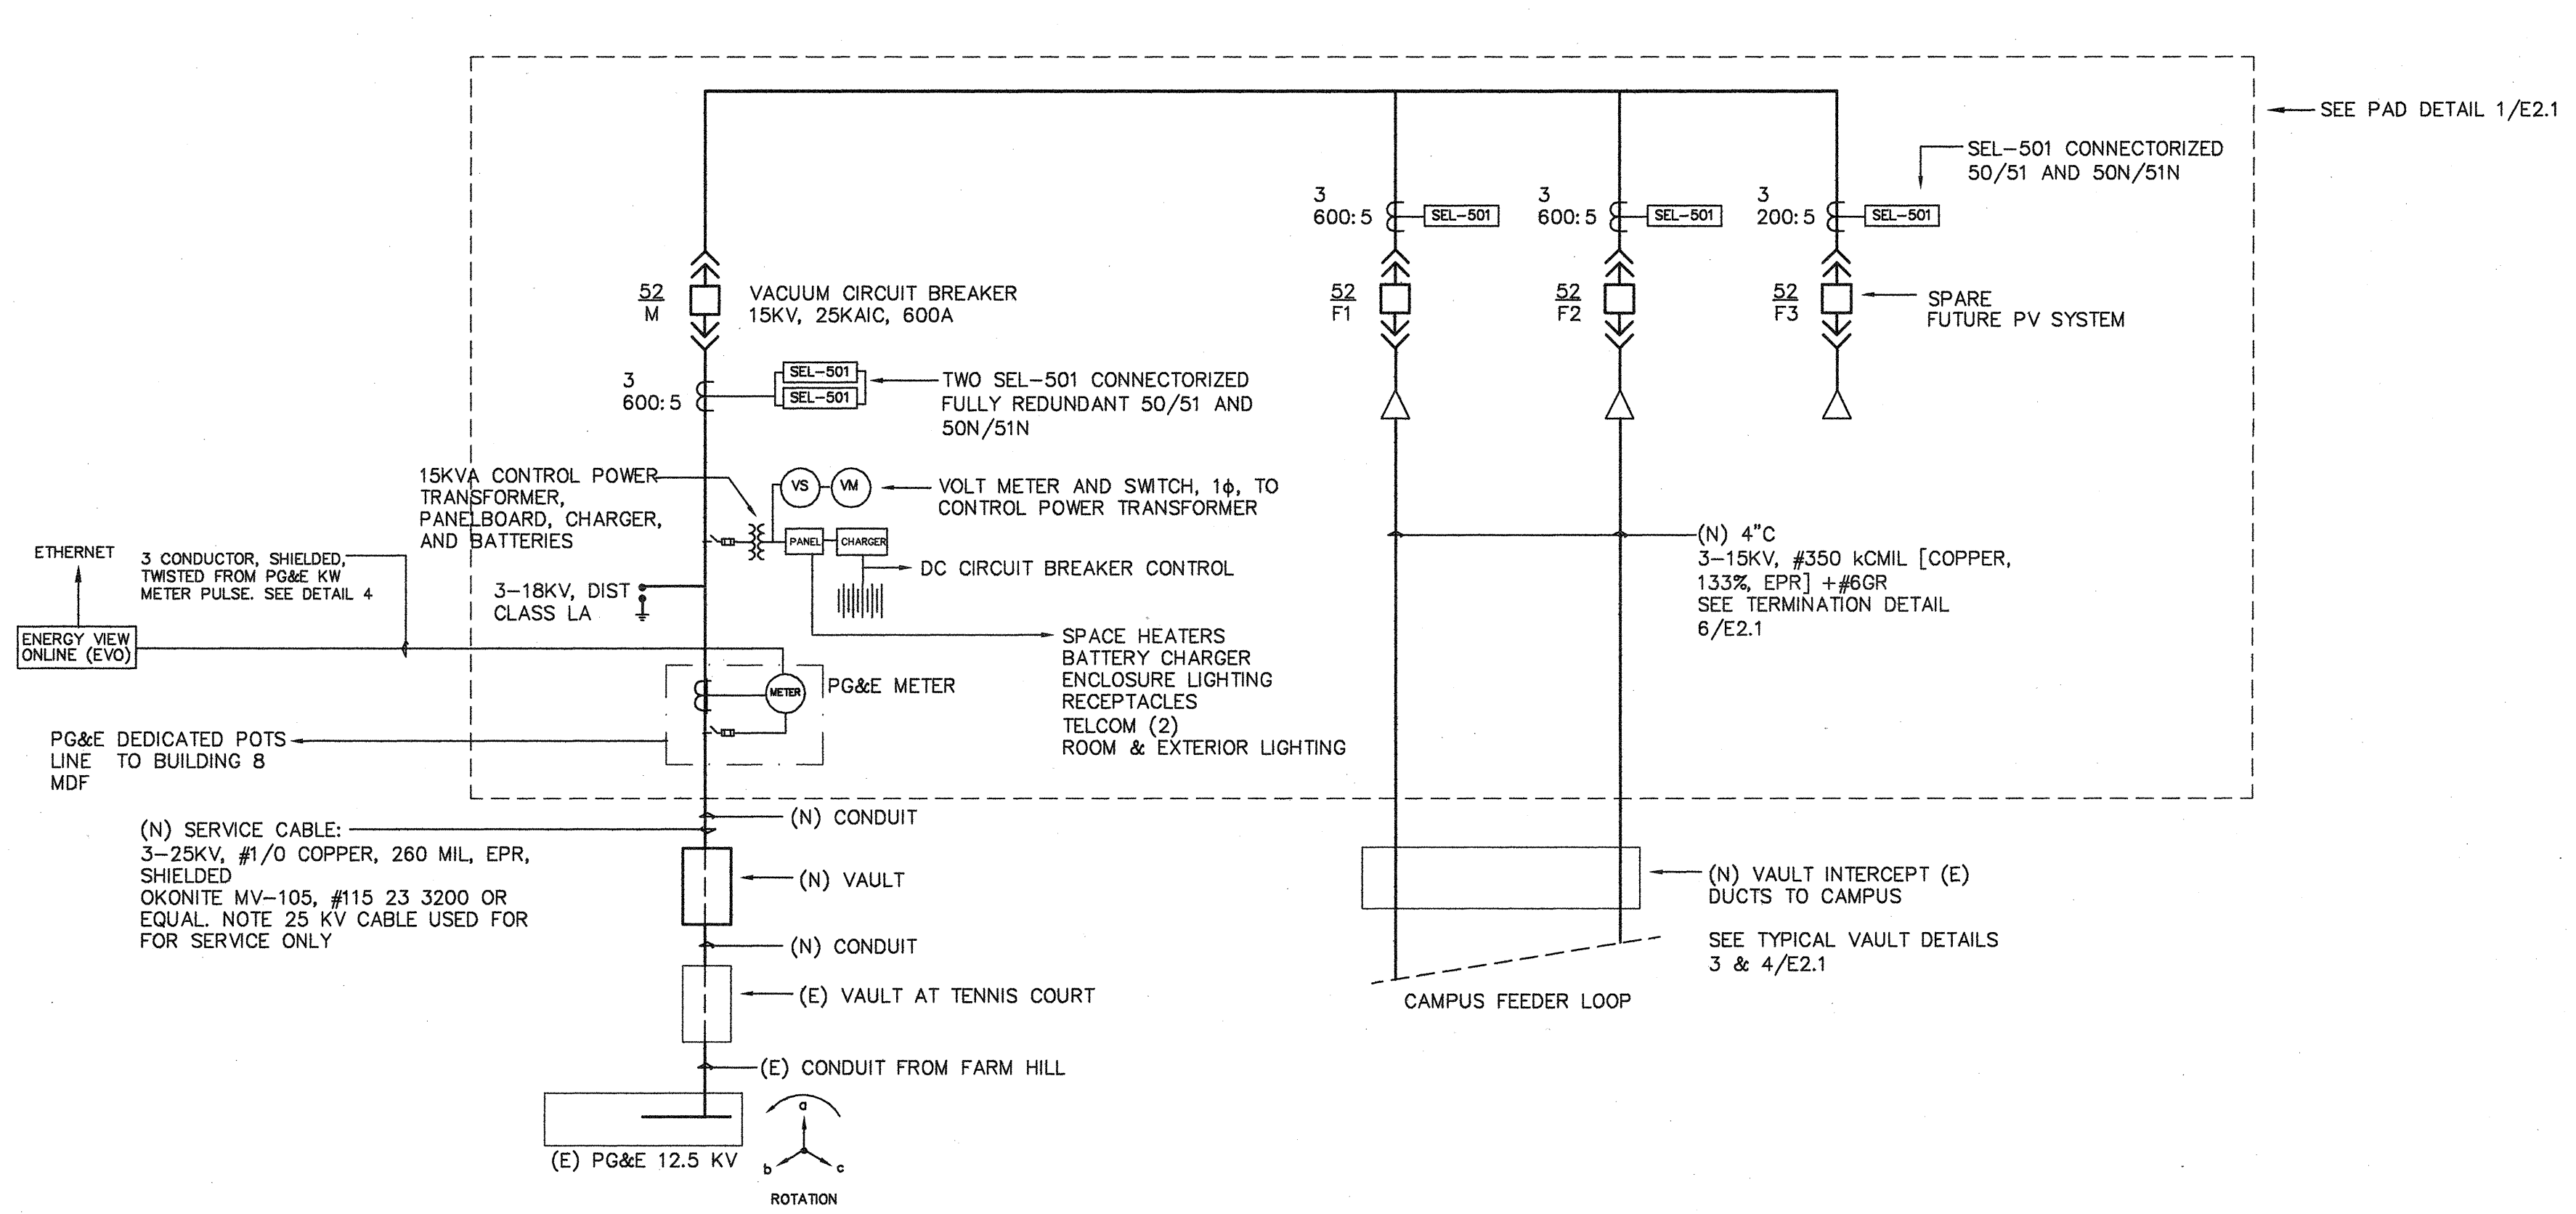 SEE PAD DETAIL 1/E2.1
SEL-501 CONNECTORIZED
50/51 AND 50N/51N
3
600:5
SEL-501
3
600:5
SEL-501
3
200:5
SEL-501
52
M
VACUUM CIRCUIT BREAKER
15KV, 25KAIC, 600A
52
F1
52
F2
52
F3
SPARE
FUTURE PV SYSTEM
3
600:5
SEL-501
SEL-501
TWO SEL-501 CONNECTORIZED
FULLY REDUNDANT 50/51 AND
50N/51N
15KVA CONTROL POWER
TRANSFORMER,
PANELBOARD, CHARGER,
AND BATTERIES
VS
VM
VOLT METER AND SWITCH, 1ϕ, TO
CONTROL POWER TRANSFORMER
PANEL
CHARGER
DC CIRCUIT BREAKER CONTROL
(N) 4"C
3-15KV, #350 kCMIL [COPPER,
133%, EPR] +#6GR
SEE TERMINATION DETAIL
6/E2.1
ETHERNET
3 CONDUCTOR, SHIELDED,
TWISTED FROM PG&E KW
METER PULSE. SEE DETAIL 4
3-18KV, DIST
CLASS LA
ENERGY VIEW
ONLINE (EVO)
SPACE HEATERS
BATTERY CHARGER
ENCLOSURE LIGHTING
RECEPTACLES
TELCOM (2)
ROOM & EXTERIOR LIGHTING
METER
PG&E METER
PG&E DEDICATED POTS
LINE TO BUILDING 8
MDF
(N) CONDUIT
(N) SERVICE CABLE:
3-25KV, #1/0 COPPER, 260 MIL, EPR,
SHIELDED
OKONITE MV-105, #115 23 3200 OR
EQUAL. NOTE 25 KV CABLE USED FOR
FOR SERVICE ONLY
(N) VAULT
(N) VAULT INTERCEPT (E)
DUCTS TO CAMPUS
SEE TYPICAL VAULT DETAILS
3 & 4/E2.1
(N) CONDUIT
(E) VAULT AT TENNIS COURT
CAMPUS FEEDER LOOP
(E) CONDUIT FROM FARM HILL
(E) PG&E 12.5 KV
a
b
c
ROTATION